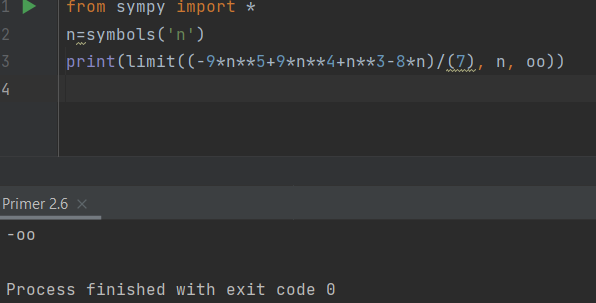 1 from sympy import *
2 n=symbols('n')
3 print(limit((-9*n**5+9*n**4+n**3-8*n)/(7), n, oo))
4
Primer 2.6 ×
-oo
Process finished with exit code 0